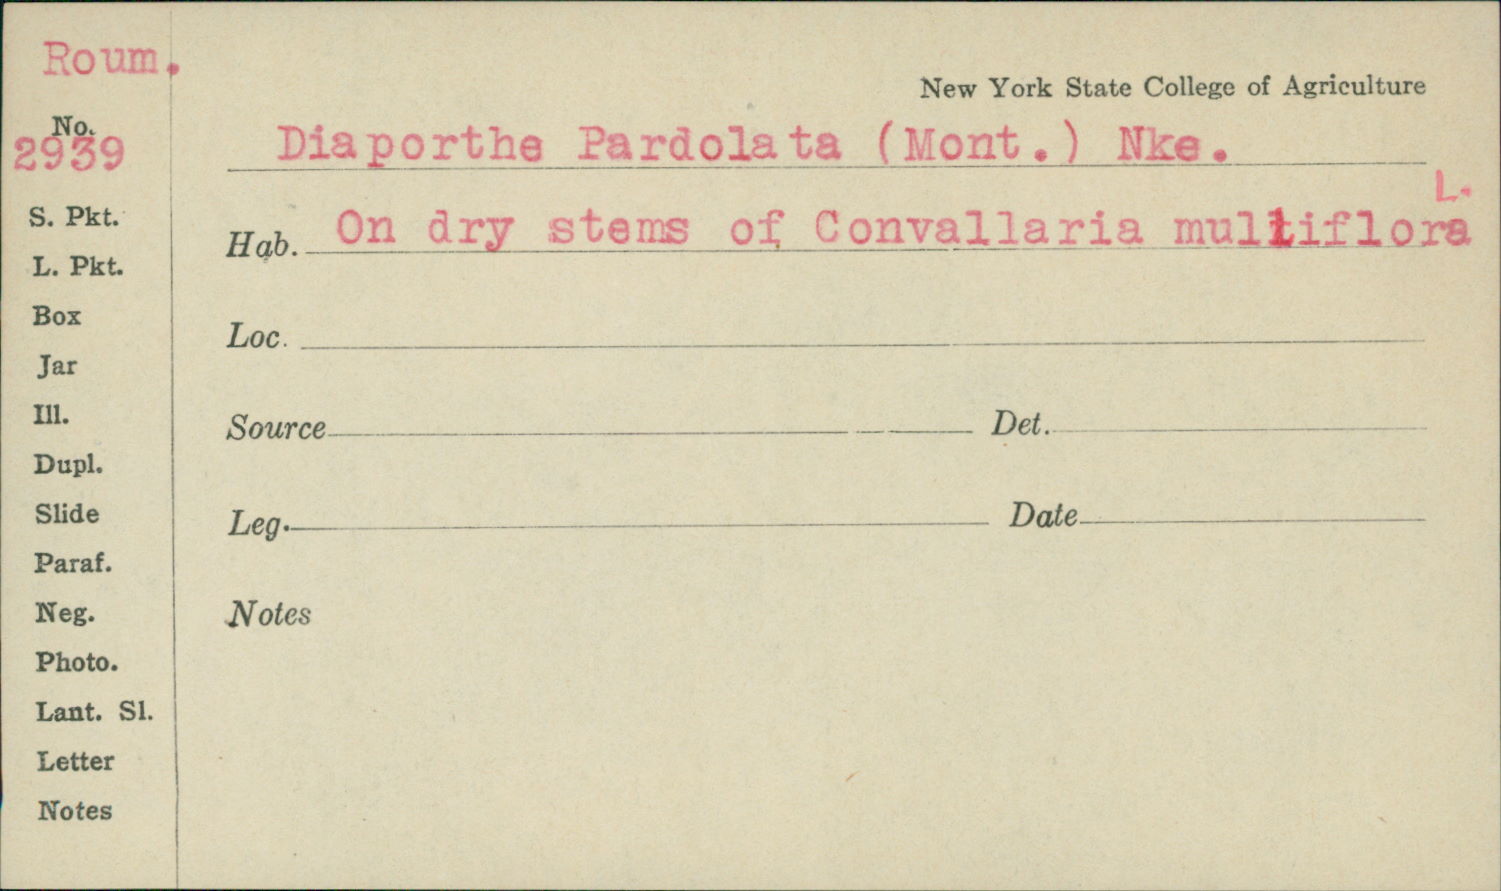 Roum.
New York State College of Agriculture
No.
2939
Diaporthe Pardolata (Mont.) Nke.
Hab. On dry stems of Convallaria multiflora L.
Loc.
Source Det.
Leg. Date
Notes
S. Pkt.
L. Pkt.
Box
Jar
Ill.
Dupl.
Slide
Paraf.
Neg.
Photo.
Lant. Sl.
Letter
Notes